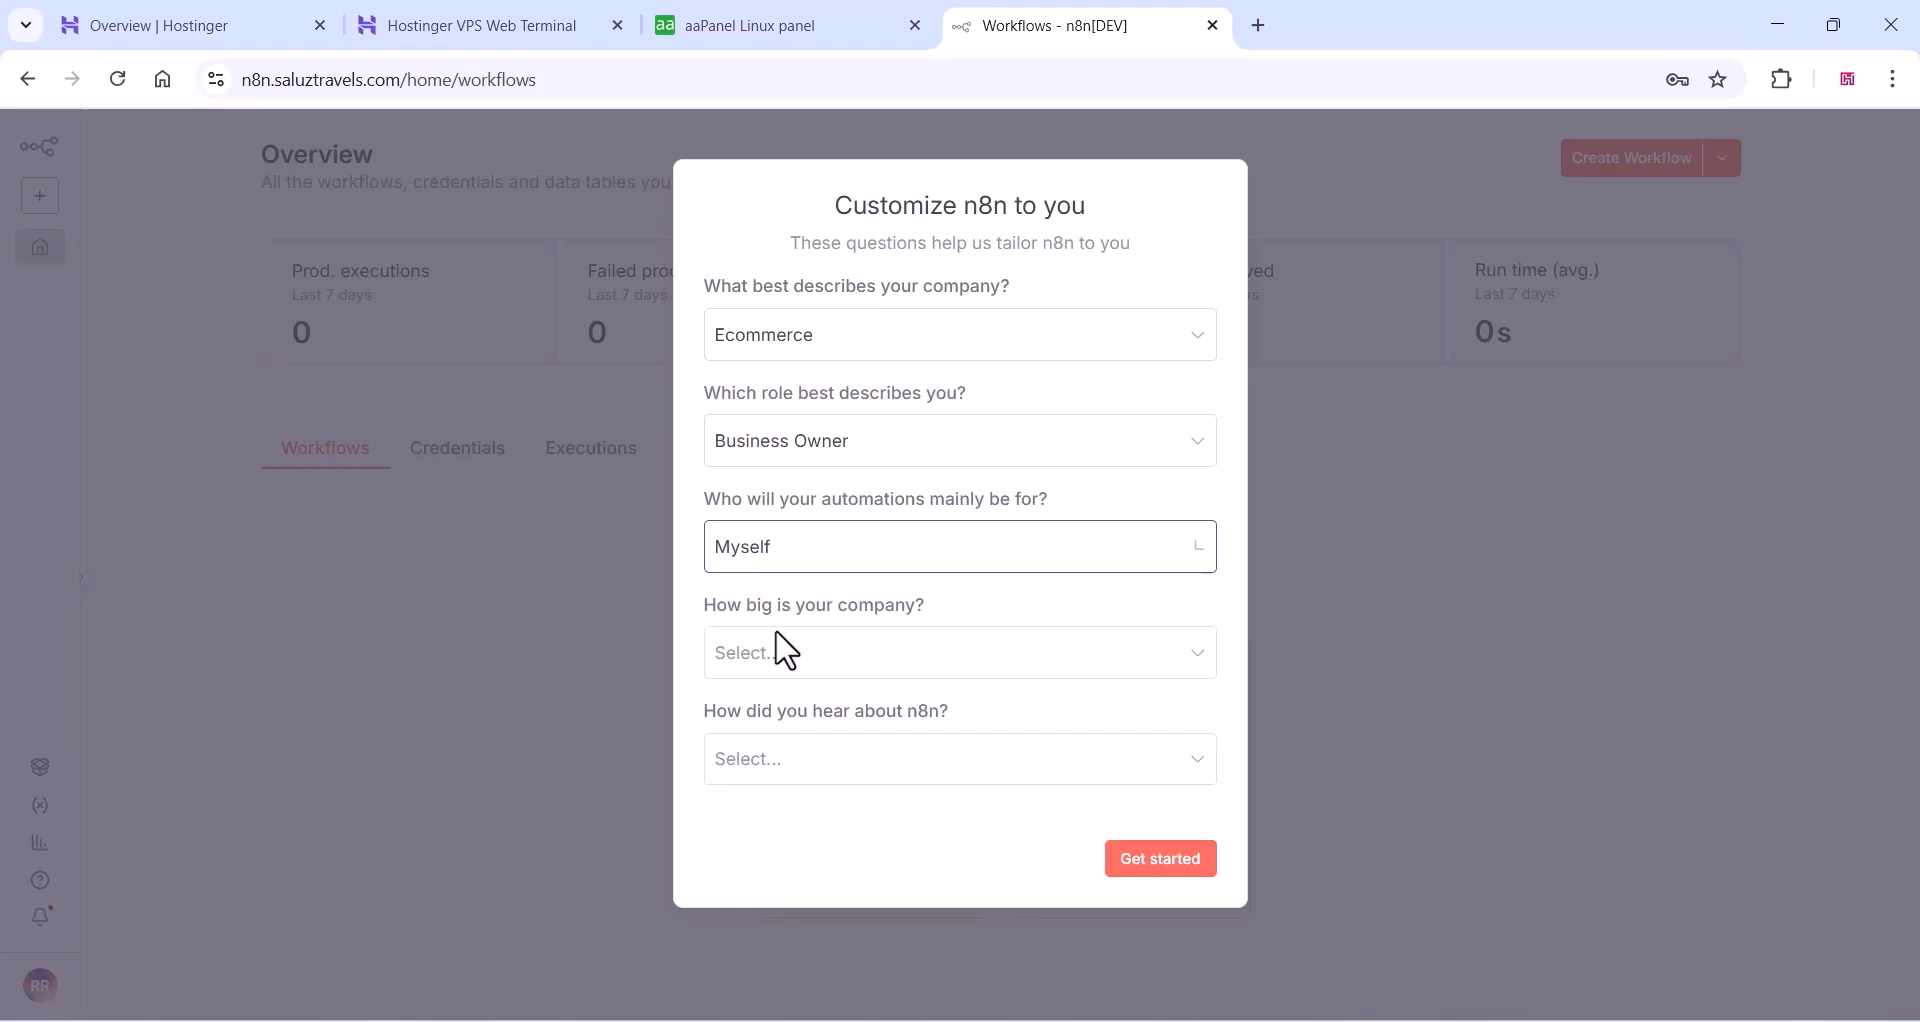 Overview | Hostinger
Hostinger VPS Web Terminal
aa aaPanel Linux panel
Workflows - n8n[DEV]
n8n.saluztravels.com/home/workflows
Overview
All the workflows, credentials and data tables you
Create Workflow
Prod. executions
Last 7 days
0
Failed
Last 7 days
0
Run time (avg.)
Last 7 days
0s
Workflows Credentials Executions
Customize n8n to you
These questions help us tailor n8n to you
What best describes your company?
Ecommerce
Which role best describes you?
Business Owner
Who will your automations mainly be for?
Myself
How big is your company?
Select...
How did you hear about n8n?
Select...
Get started
RR